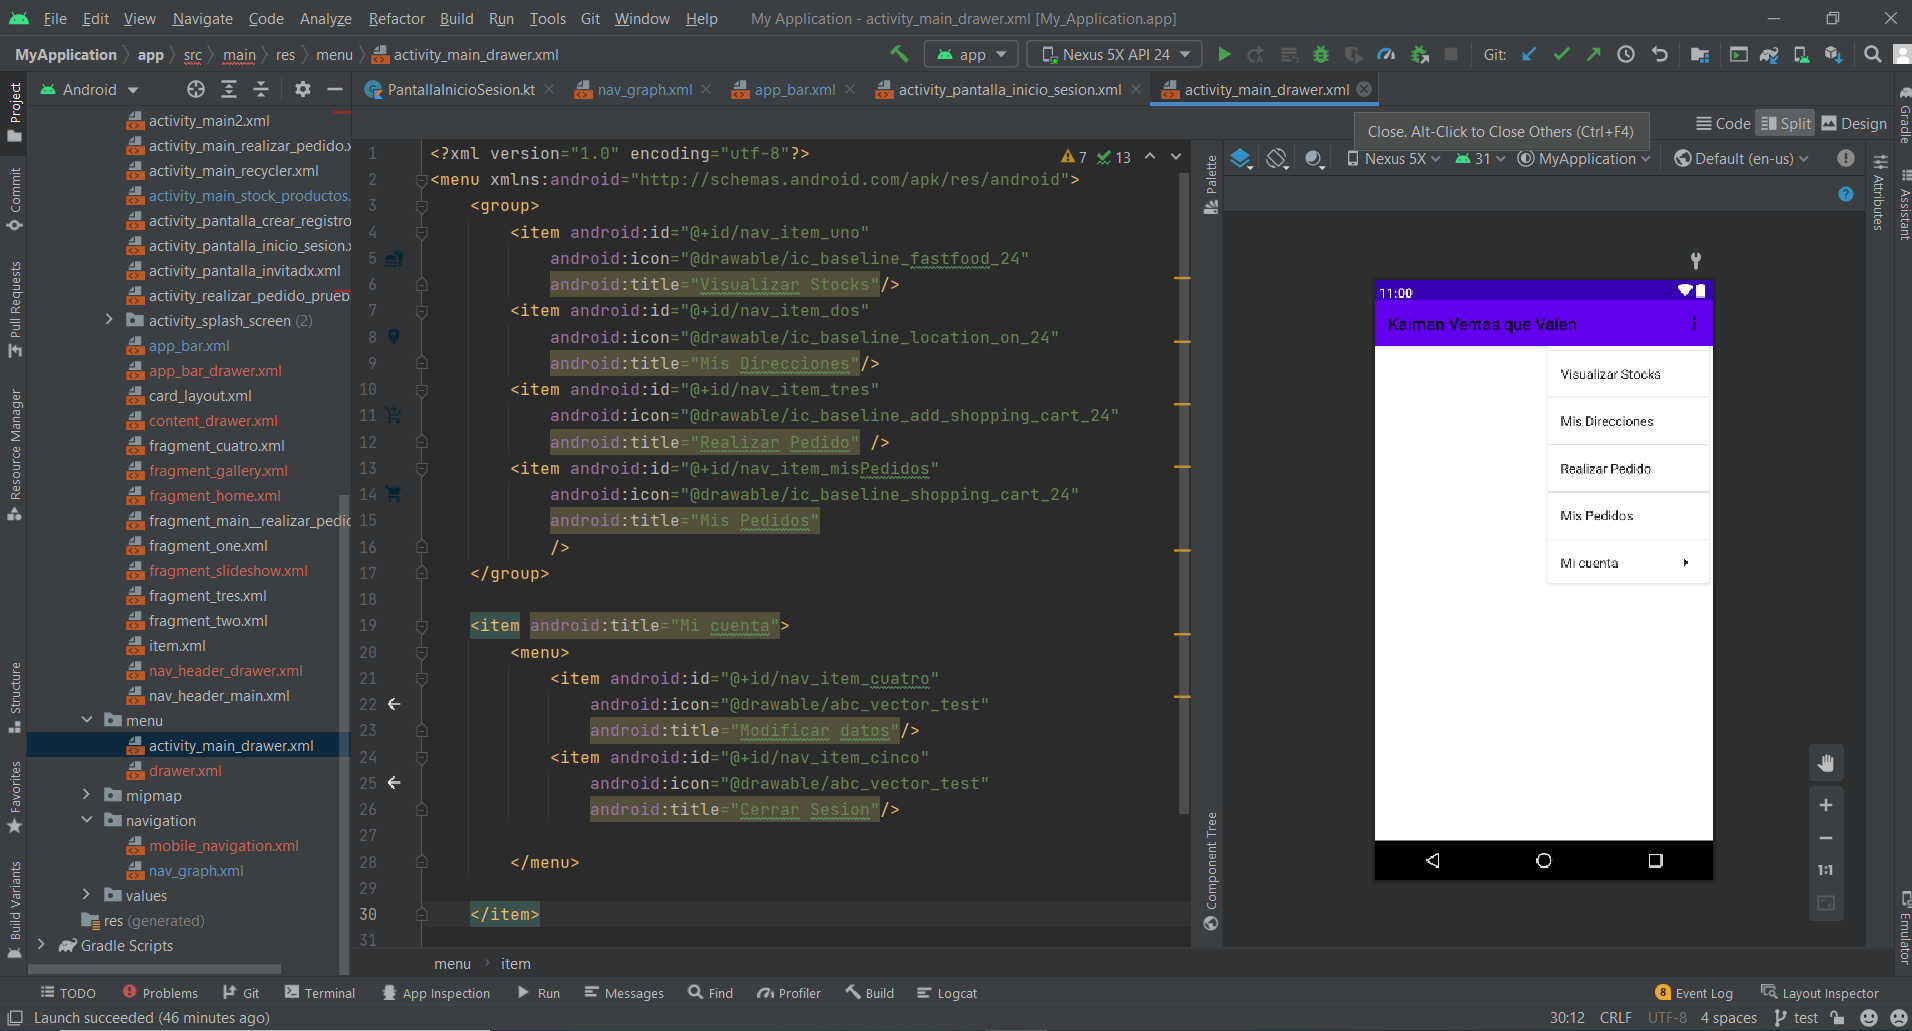 File Edit View Navigate Code Analyze Refactor Build Run Tools Git Window Help My Application - activity_main_drawer.xml [My_Application.app]
MyApplication app src main res menu activity_main_drawer.xml app Nexus 5X API 24 Git:
Android PantallaInicioSesion.kt nav_graph.xml app_bar.xml activity_pantalla_inicio_sesion.xml activity_main_drawer.xml
Close. Alt-Click to Close Others (Ctrl+F4)
Code Split Design
Nexus 5X 31 MyApplication Default (en-us)
Project
Commit
Pull Requests
Resource Manager
Structure
Favorites
Build Variants
activity_main2.xml
activity_main_realizar_pedido.x
activity_main_recycler.xml
activity_main_stock_productos.
activity_pantalla_crear_registro
activity_pantalla_inicio_sesion.x
activity_pantalla_invitadx.xml
activity_realizar_pedido_prueb
activity_splash_screen (2)
app_bar.xml
app_bar_drawer.xml
card_layout.xml
content_drawer.xml
fragment_cuatro.xml
fragment_gallery.xml
fragment_home.xml
fragment_main__realizar_pedic
fragment_one.xml
fragment_slideshow.xml
fragment_tres.xml
fragment_two.xml
item.xml
nav_header_drawer.xml
nav_header_main.xml
menu
activity_main_drawer.xml
drawer.xml
mipmap
navigation
mobile_navigation.xml
nav_graph.xml
values
res (generated)
Gradle Scripts
7 13
1 <?xml version="1.0" encoding="utf-8"?>
2 <menu xmlns:android="http://schemas.android.com/apk/res/android">
3 <group>
4 <item android:id="@+id/nav_item_uno"
5 android:icon="@drawable/ic_baseline_fastfood_24"
6 android:title="Visualizar Stocks"/>
7 <item android:id="@+id/nav_item_dos"
8 android:icon="@drawable/ic_baseline_location_on_24"
9 android:title="Mis Direcciones"/>
10 <item android:id="@+id/nav_item_tres"
11 android:icon="@drawable/ic_baseline_add_shopping_cart_24"
12 android:title="Realizar Pedido" />
13 <item android:id="@+id/nav_item_misPedidos"
14 android:icon="@drawable/ic_baseline_shopping_cart_24"
15 android:title="Mis Pedidos"
16 />
17 </group>
18
19 <item android:title="Mi cuenta">
20 <menu>
21 <item android:id="@+id/nav_item_cuatro"
22 android:icon="@drawable/abc_vector_test"
23 android:title="Modificar datos"/>
24 <item android:id="@+id/nav_item_cinco"
25 android:icon="@drawable/abc_vector_test"
26 android:title="Cerrar Sesion"/>
27
28 </menu>
29
30 </item>
31
menu item
Palette
Component Tree
11:00
Kaiman Ventas que Valen
Visualizar Stocks
Mis Direcciones
Realizar Pedido
Mis Pedidos
Mi cuenta
1:1
Attributes
Gradle
Assistant
Emulator
TODO Problems Git Terminal App Inspection Run Messages Find Profiler Build Logcat 8 Event Log Layout Inspector
Launch succeeded (46 minutes ago) 30:12 CRLF UTF-8 4 spaces test